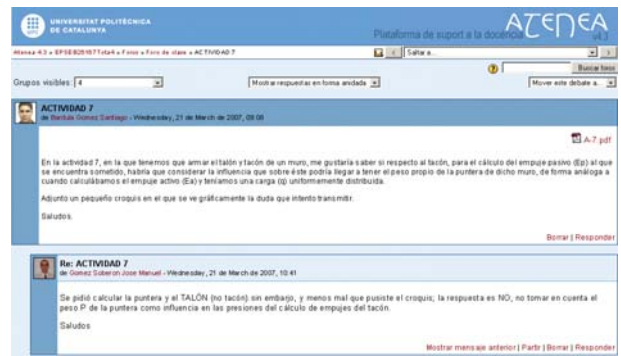 UNIVERSITAT POLITÈCNICA
DE CATALUNYA
UPC
Plataforma de suport a la docència
ATENEA
v4.3
Atenea 4.3 » EPSEB25107Tota4 » Foros » Foro de clase » ACTIVIDAD 7
Saltar a...
Buscar foros
Grupos visibles: 4
Mostrar respuestas en forma anidada
Mover este debate a...
ACTIVIDAD 7
de Santiago - Wednesday, 21 de March de 2007, 09:06
A-7.pdf
En la actividad 7, en la que tenemos que armar el talón y tacón de un muro, me gustaría saber si respecto al tacón, para el cálculo del empuje pasivo (Ep) al que
se encuentra sometido, habría que considerar la influencia que sobre éste podría llegar a tener el peso propio de la puntera de dicho muro, de forma análoga a
cuando calculábamos el empuje activo (Ea) y teníamos una carga (q) uniformemente distribuida.
Adjunto un pequeño croquis en el que se ve gráficamente la duda que intento transmitir.
Saludos.
Borrar | Responder
Re: ACTIVIDAD 7
de Gomez Soberon Jose Manuel - Wednesday, 21 de March de 2007, 10:41
Se pidió calcular la puntera y el TALÓN (no tacón) sin embarjo, y menos mal que pusiste el croquis; la respuesta es NO, no tomar en cuenta el
peso P de la puntera como influencia en las presiones del cálculo de empujes del tacón.
Saludos
Mostrar mensaje anterior | Partir | Borrar | Responder